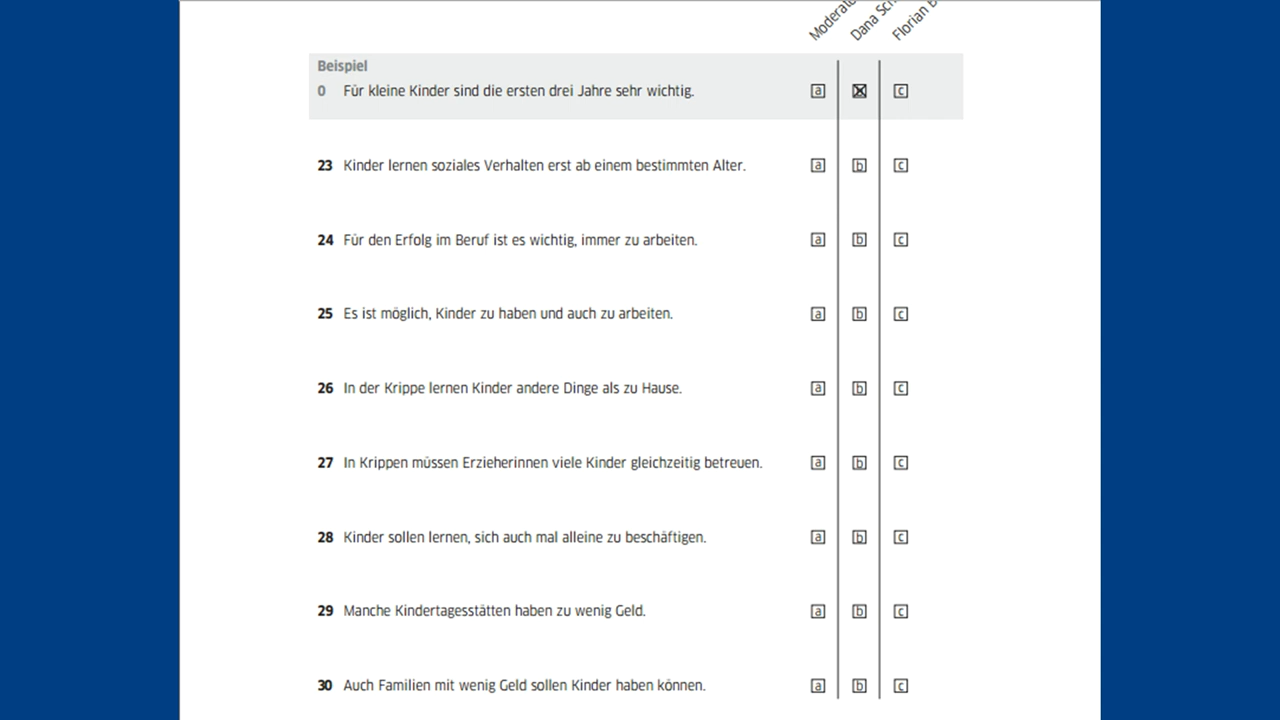 Dana
Florian
Beispiel
0 Für kleine Kinder sind die ersten drei Jahre sehr wichtig. a b c
23 Kinder lernen soziales Verhalten erst ab einem bestimmten Alter. a b c
24 Für den Erfolg im Beruf ist es wichtig, immer zu arbeiten. a b c
25 Es ist möglich, Kinder zu haben und auch zu arbeiten. a b c
26 In der Krippe lernen Kinder andere Dinge als zu Hause. a b c
27 In Krippen müssen Erzieherinnen viele Kinder gleichzeitig betreuen. a b c
28 Kinder sollen lernen, sich auch mal alleine zu beschäftigen. a b c
29 Manche Kindertagesstätten haben zu wenig Geld. a b c
30 Auch Familien mit wenig Geld sollen Kinder haben können. a b c